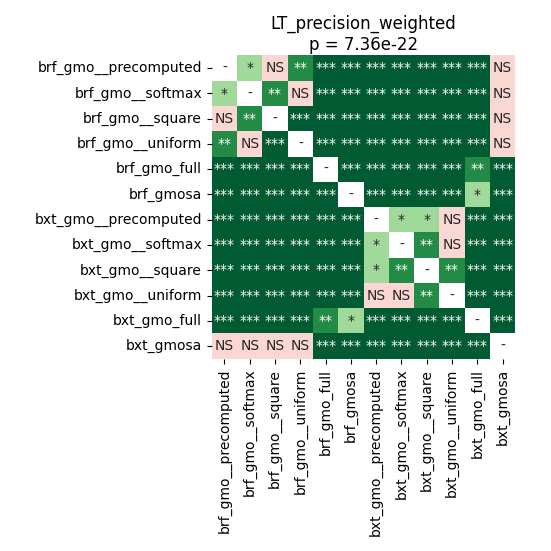 LT_precision_weighted
p = 7.36e-22
brf_gmo__precomputed - * NS ** *** *** *** *** *** *** *** NS
brf_gmo__softmax * - ** NS *** *** *** *** *** *** *** NS
brf_gmo__square NS ** - *** *** *** *** *** *** *** *** NS
brf_gmo__uniform ** NS *** - *** *** *** *** *** *** *** NS
brf_gmo_full *** *** *** *** - *** *** *** *** *** ** ***
brf_gmosa *** *** *** *** *** - *** *** *** *** * ***
bxt_gmo__precomputed *** *** *** *** *** *** - * * NS *** ***
bxt_gmo__softmax *** *** *** *** *** *** * - ** NS *** ***
bxt_gmo__square *** *** *** *** *** *** * ** - ** *** ***
bxt_gmo__uniform *** *** *** *** *** *** NS NS ** - *** ***
bxt_gmo_full *** *** *** *** ** * *** *** *** *** - ***
bxt_gmosa NS NS NS NS *** *** *** *** *** *** *** -
brf_gmo__precomputed
brf_gmo__softmax
brf_gmo__square
brf_gmo__uniform
brf_gmo_full
brf_gmosa
bxt_gmo__precomputed
bxt_gmo__softmax
bxt_gmo__square
bxt_gmo__uniform
bxt_gmo_full
bxt_gmosa